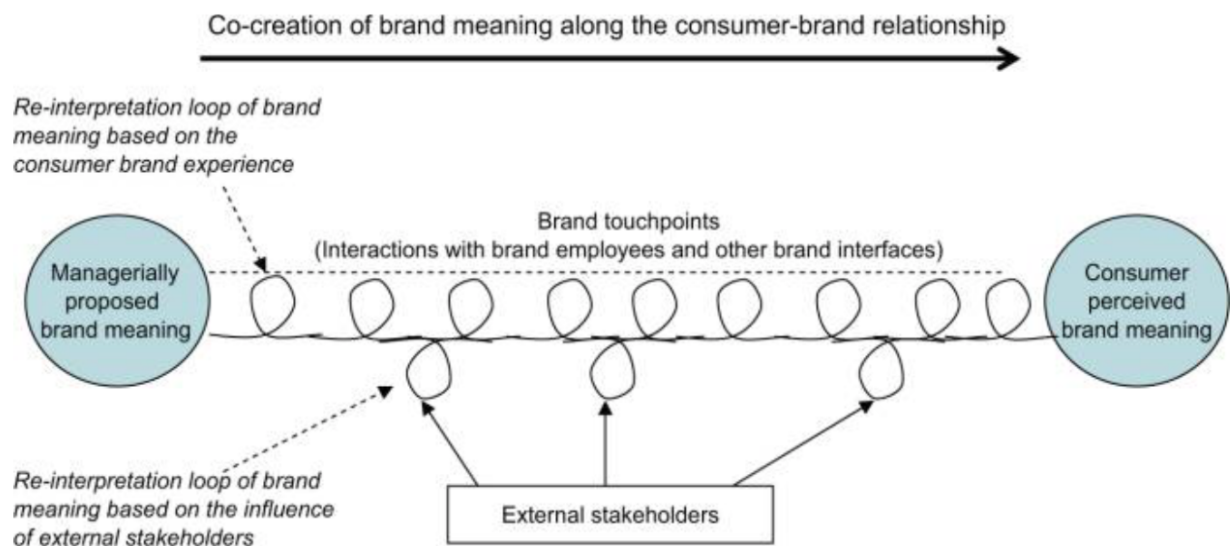 Co-creation of brand meaning along the consumer-brand relationship
Re-interpretation loop of brand
meaning based on the
consumer brand experience
Brand touchpoints
(Interactions with brand employees and other brand interfaces)
Managerially
proposed
brand meaning
Consumer
perceived
brand meaning
Re-interpretation loop of brand
meaning based on the influence
of external stakeholders
External stakeholders